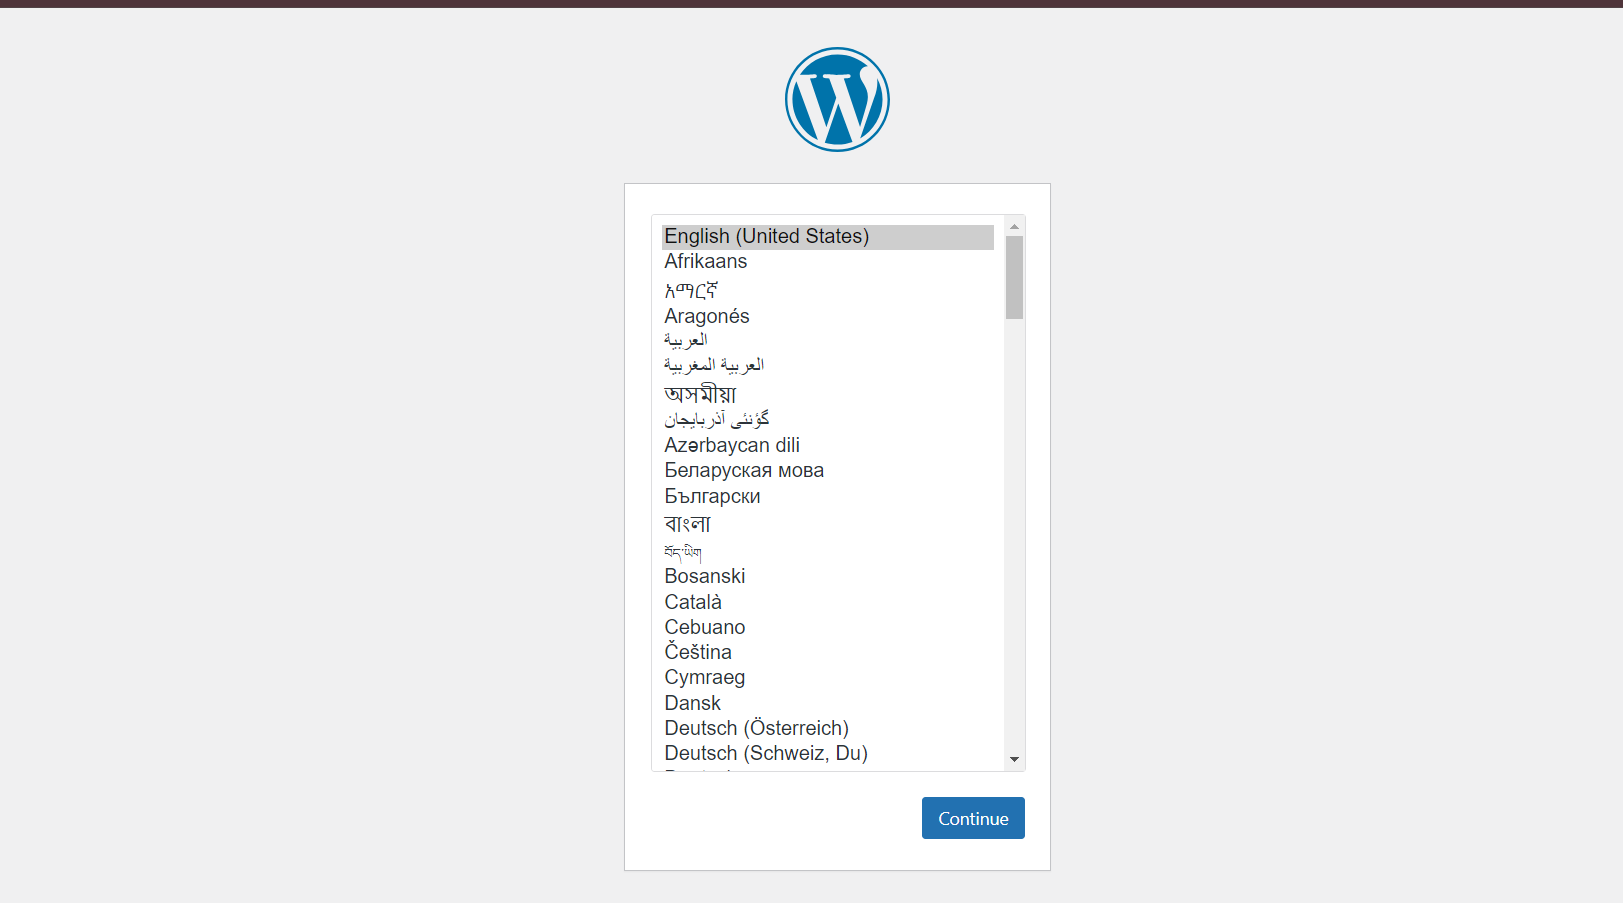 English (United States)
Afrikaans
አማርኛ
Aragonés
العربية
العربية المغربية
অসমীয়া
گؤنئی آذربایجان
Azərbaycan dili
Беларуская мова
Български
বাংলা
བོད་ཡིག
Bosanski
Català
Cebuano
Čeština
Cymraeg
Dansk
Deutsch (Österreich)
Deutsch (Schweiz, Du)
Continue